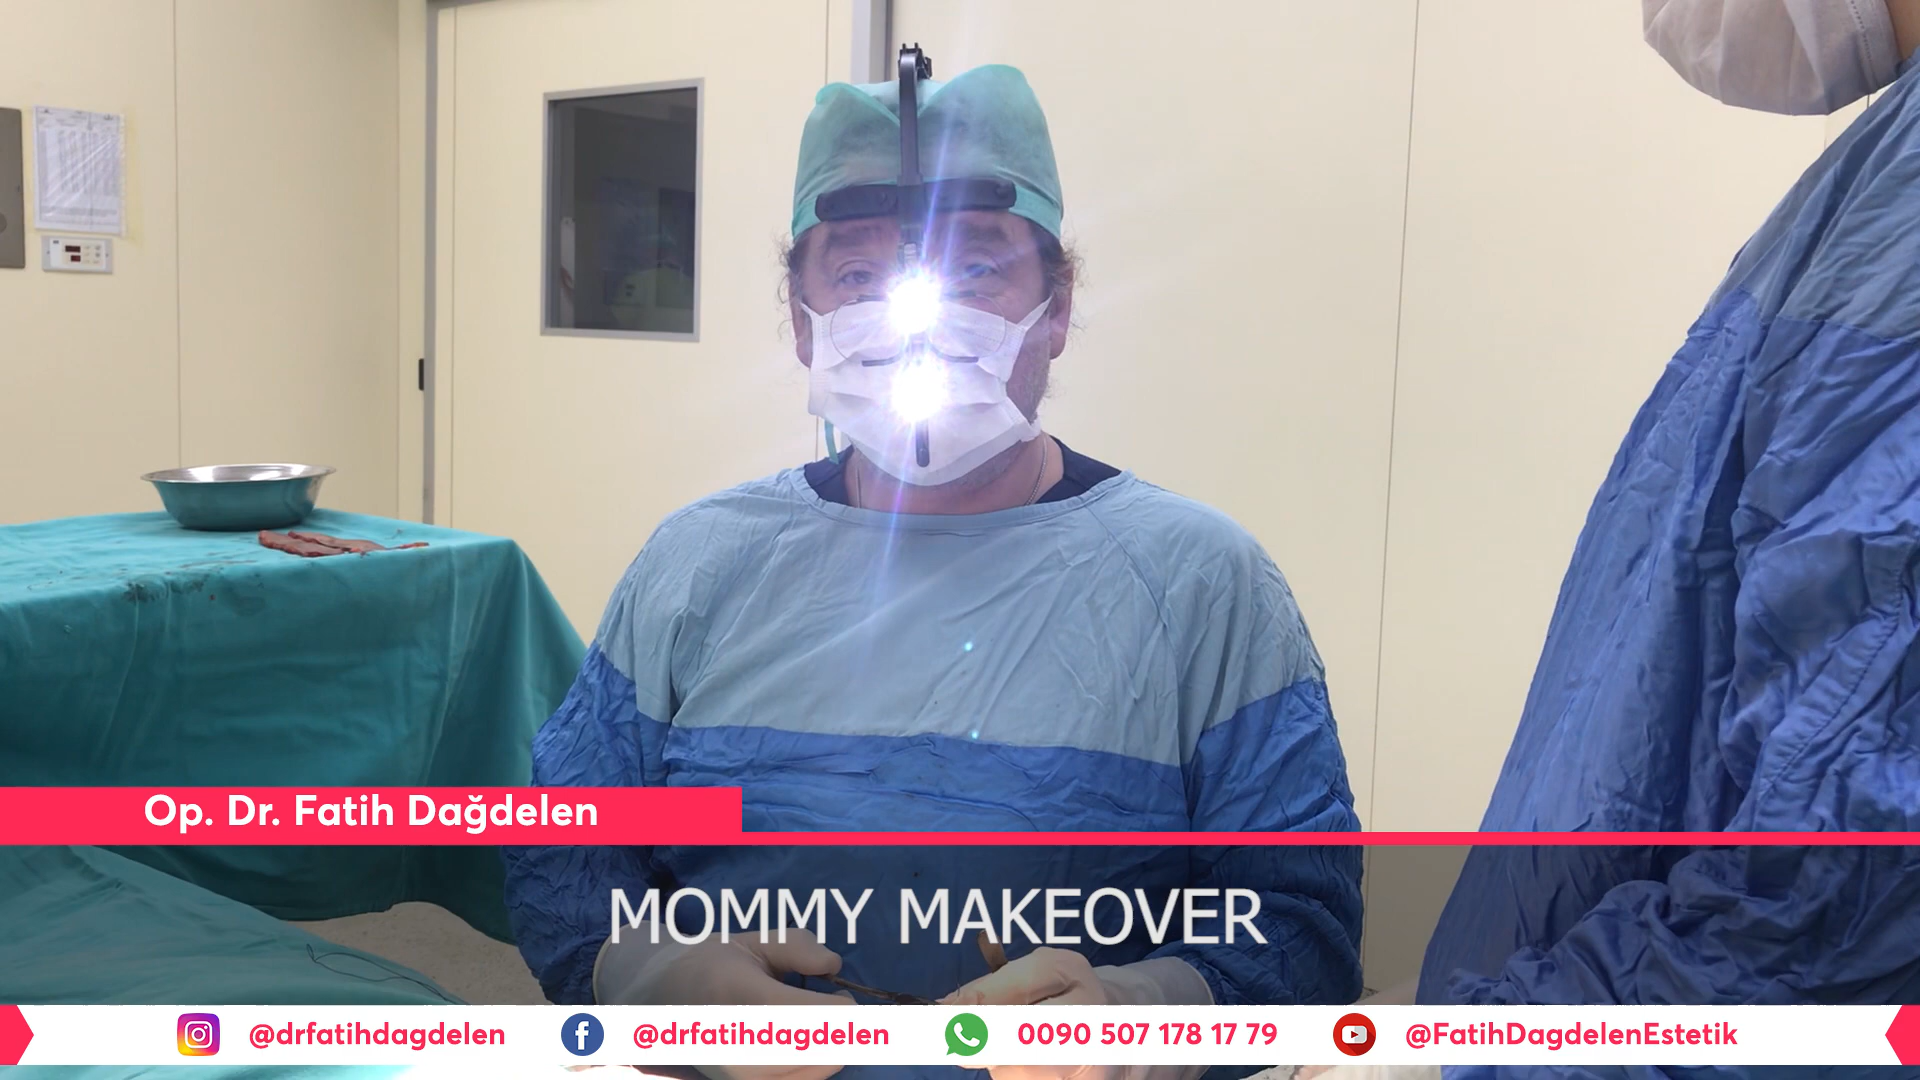 Op. Dr. Fatih Dağdelen
MOMMY MAKEOVER
@drfatihdagdelen @drfatihdagdelen 0090 507 178 17 79 @FatihDagdelenEstetik